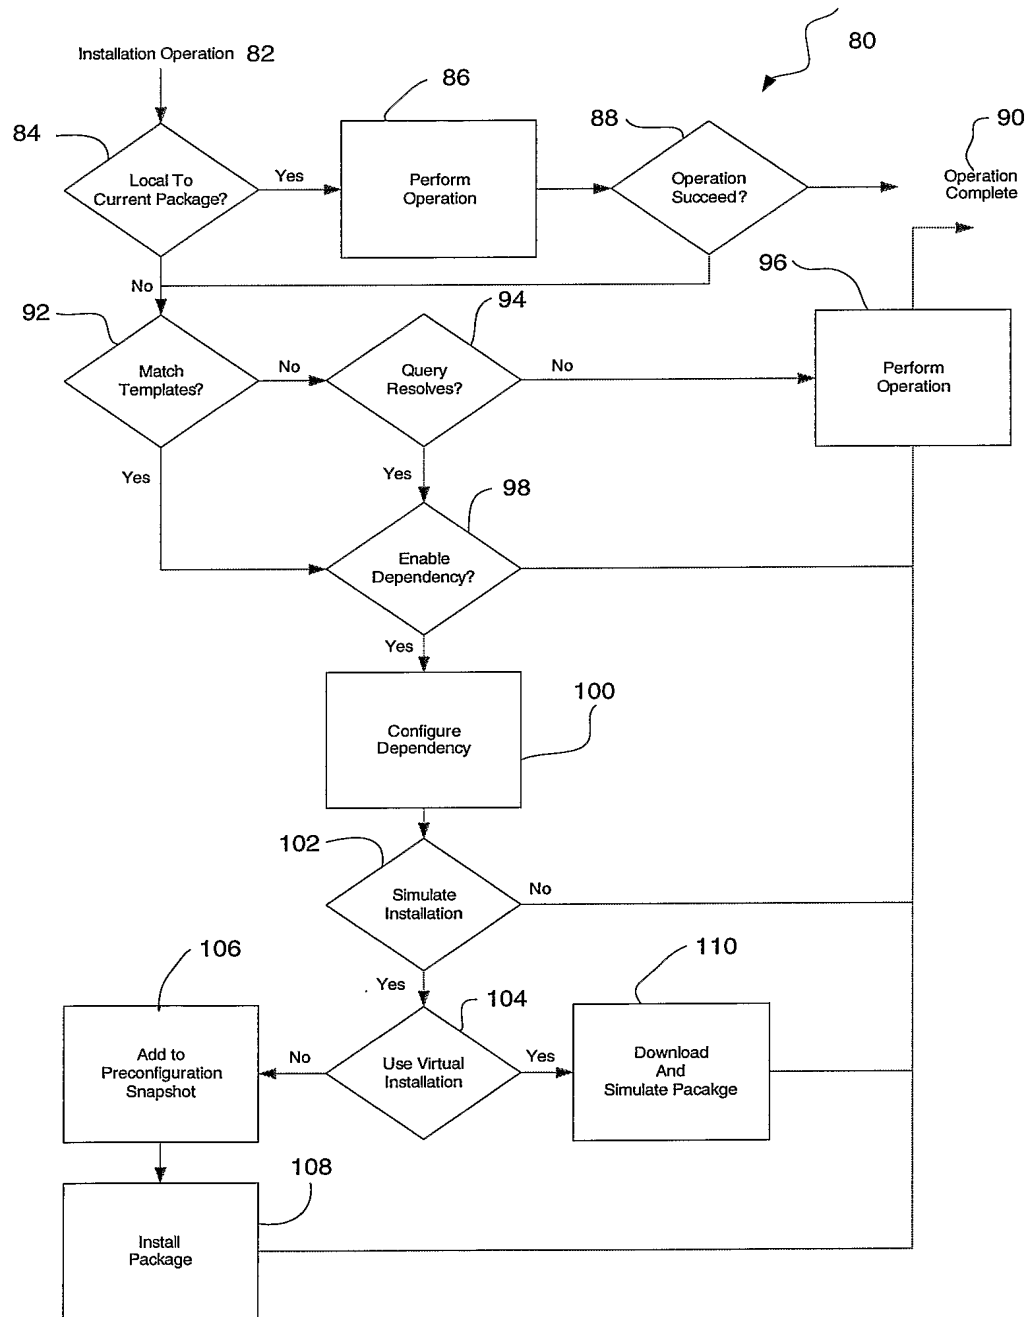 80
Installation Operation 82
84
86
88
90
Local To
Current Package?
Yes
Perform
Operation
Operation
Succeed?
Operation
Complete
No
92
94
96
Match
Templates?
No
Query
Resolves?
No
Perform
Operation
Yes
Yes
98
Enable
Dependency?
Yes
100
Configure
Dependency
102
Simulate
Installation
No
Yes
104
106
110
Add to
Preconfiguration
Snapshot
No
Use Virtual
Installation
Yes
Download
And
Simulate Pacakge
108
Install
Package